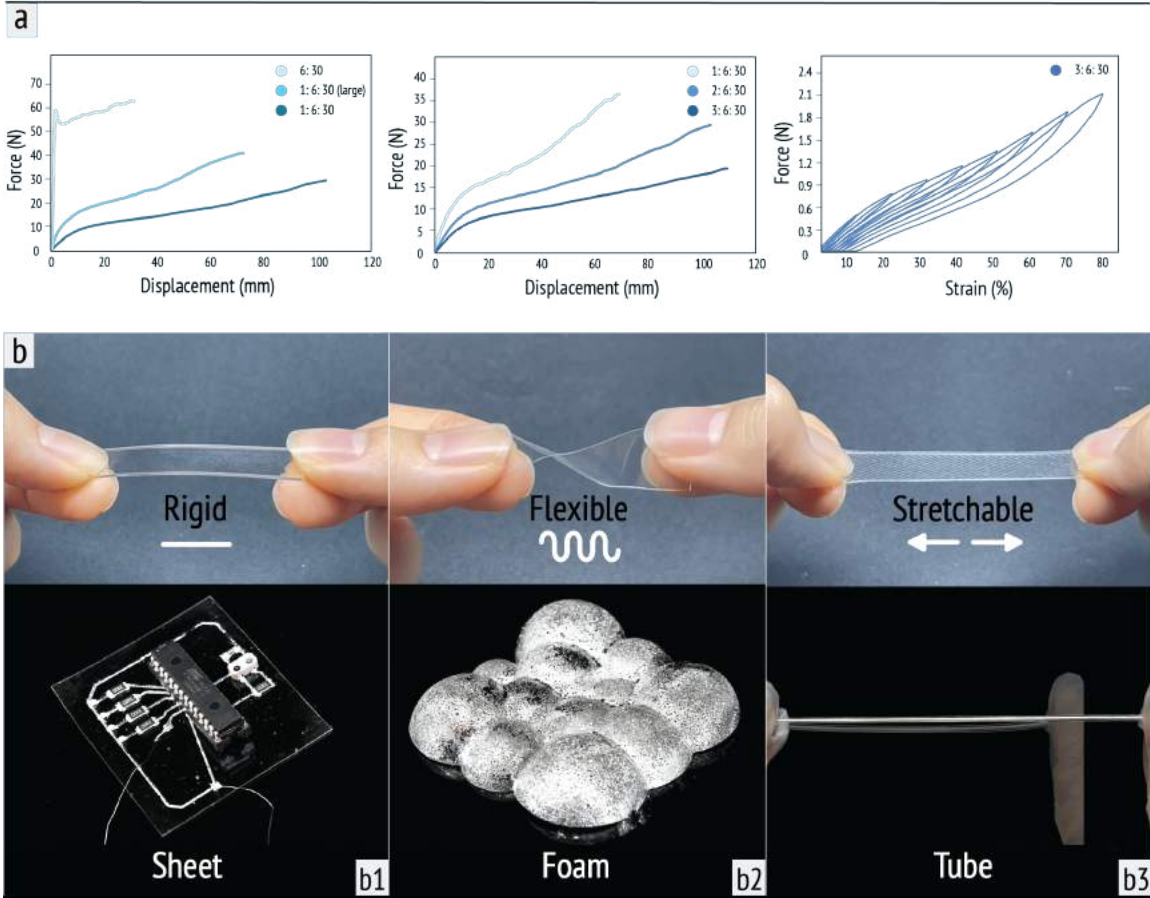 a
6:30
1:6:30 (large)
1:6:30
70
60
50
40
30
20
10
0
0 20 40 60 80 100 120
Force (N)
Displacement (mm)
1:6:30
2:6:30
3:6:30
40
35
30
25
20
15
10
5
0
0 20 40 60 80 100 120
Force (N)
Displacement (mm)
3:6:30
2.4
2.1
1.8
1.5
1.2
0.9
0.6
0.3
0
10 20 30 40 50 60 70 80
Force (N)
Strain (%)
b
Rigid
Flexible
Stretchable
Sheet
b1
Foam
b2
Tube
b3